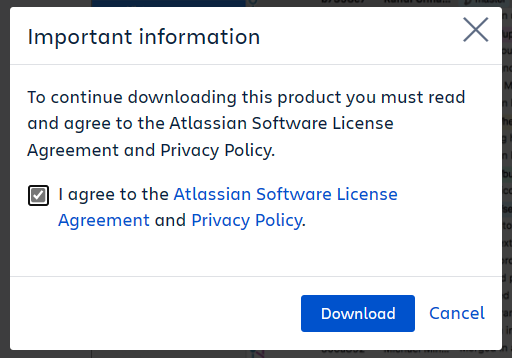 Important information
To continue downloading this product you must read
and agree to the Atlassian Software License
Agreement and Privacy Policy.
I agree to the Atlassian Software License
Agreement and Privacy Policy.
Download Cancel